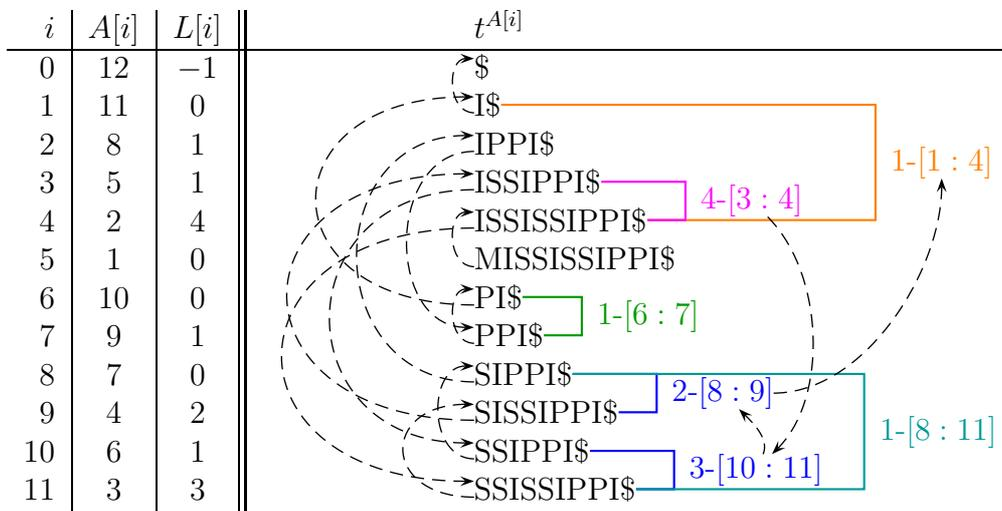 i A[i] L[i] t^{A[i]}
0 12 −1 $
1 11 0 I$
2 8 1 IPPI$
1-[1 : 4]
3 5 1 ISSIPPI$
4-[3 : 4]
4 2 4 ISSISSIPPI$
5 1 0 MISSISSIPPI$
6 10 0 PI$
1-[6 : 7]
7 9 1 PPI$
8 7 0 SIPPI$
2-[8 : 9]
9 4 2 SISSIPPI$
1-[8 : 11]
10 6 1 SSIPPI$
3-[10 : 11]
11 3 3 SSISSIPPI$